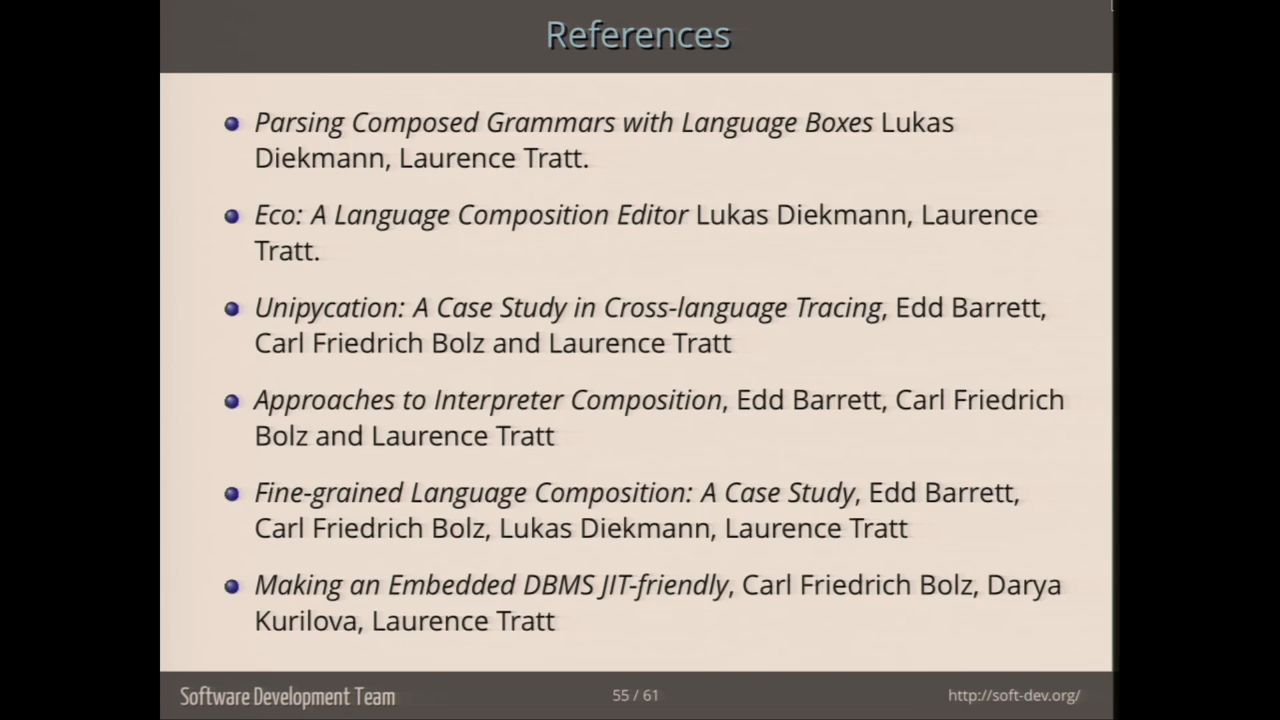 References
Parsing Composed Grammars with Language Boxes Lukas
Diekmann, Laurence Tratt.
Eco: A Language Composition Editor Lukas Diekmann, Laurence
Tratt.
Unipycation: A Case Study in Cross-language Tracing, Edd Barrett,
Carl Friedrich Bolz and Laurence Tratt
Approaches to Interpreter Composition, Edd Barrett, Carl Friedrich
Bolz and Laurence Tratt
Fine-grained Language Composition: A Case Study, Edd Barrett,
Carl Friedrich Bolz, Lukas Diekmann, Laurence Tratt
Making an Embedded DBMS JIT-friendly, Carl Friedrich Bolz, Darya
Kurilova, Laurence Tratt
Software Development Team 55 / 61 http://soft-dev.org/